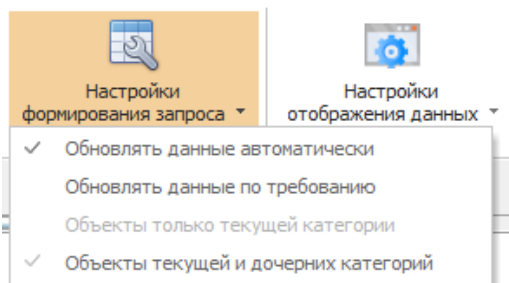 Настройки
формирования запроса
Настройки
отображения данных
Обновлять данные автоматически
Обновлять данные по требованию
Объекты только текущей категории
Объекты текущей и дочерних категорий